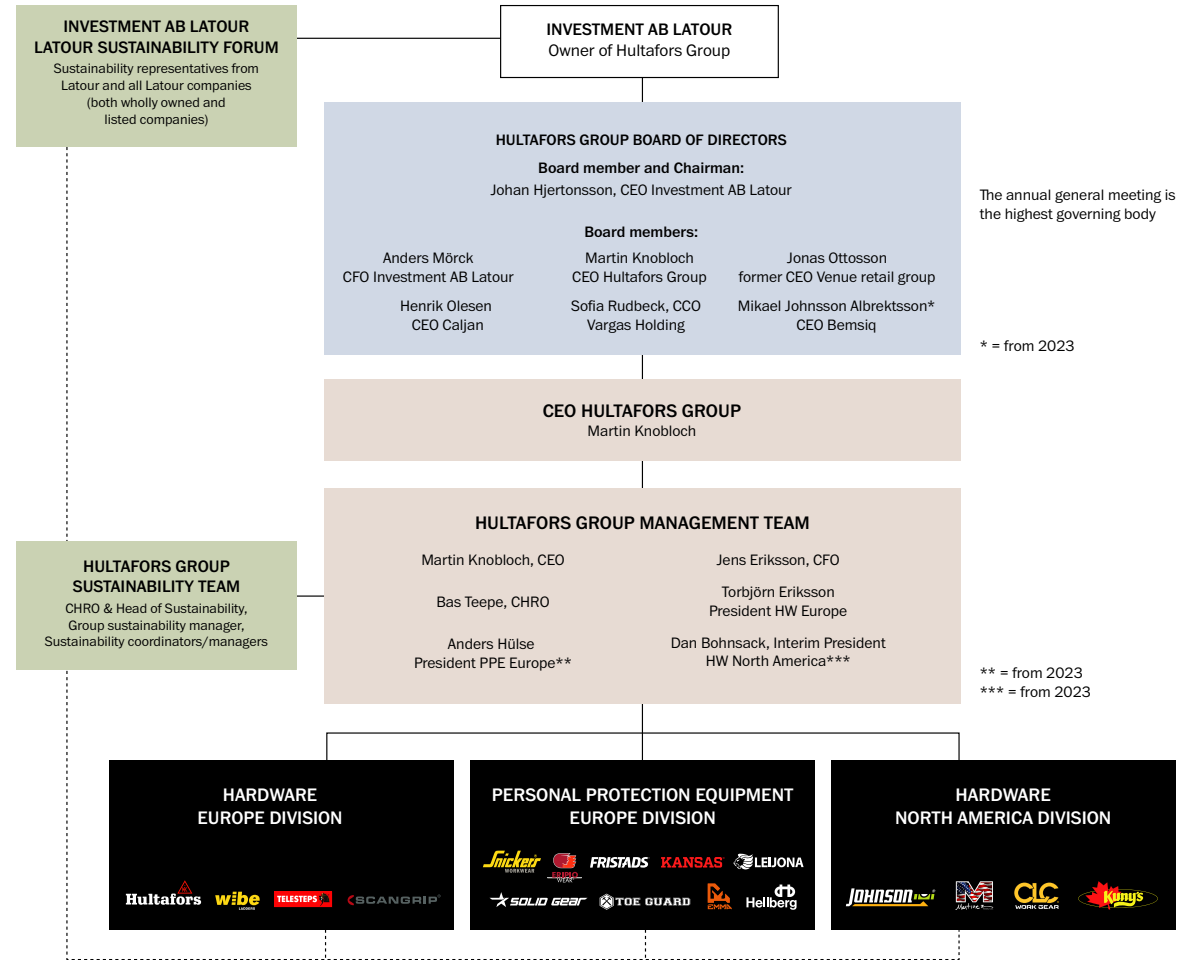 INVESTMENT AB LATOUR
LATOUR SUSTAINABILITY FORUM
Sustainability representatives from
Latour and all Latour companies
(both wholly owned and
listed companies)
INVESTMENT AB LATOUR
Owner of Hultafors Group
HULTAFORS GROUP BOARD OF DIRECTORS
Board member and Chairman:
Johan Hjertonsson, CEO Investment AB Latour
Board members:
Anders Mörck
CFO Investment AB Latour
Martin Knobloch
CEO Hultafors Group
Jonas Ottosson
former CEO Venue retail group
Henrik Olesen
CEO Caljan
Sofia Rudbeck, CCO
Vargas Holding
Mikael Johnsson Albrektsson*
CEO Bemsiq
The annual general meeting is
the highest governing body
* = from 2023
CEO HULTAFORS GROUP
Martin Knobloch
HULTAFORS GROUP MANAGEMENT TEAM
Martin Knobloch, CEO
Jens Eriksson, CFO
Bas Teepe, CHRO
Torbjörn Eriksson
President HW Europe
Anders Hülse
President PPE Europe**
Dan Bohnsack, Interim President
HW North America***
** = from 2023
*** = from 2023
HULTAFORS GROUP
SUSTAINABILITY TEAM
CHRO & Head of Sustainability,
Group sustainability manager,
Sustainability coordinators/managers
HARDWARE
EUROPE DIVISION
Hultafors
wibe
LADDERS
TELESTEPS
SCANGRIP
PERSONAL PROTECTION EQUIPMENT
EUROPE DIVISION
Snickers
WORKWEAR
WEAR
FRISTADS
KANSAS
LEIJONA
SOLID GEAR
TOE GUARD
EMMA
Hellberg
HARDWARE
NORTH AMERICA DIVISION
JOHNSON
CLC
WORK GEAR
Kuny's